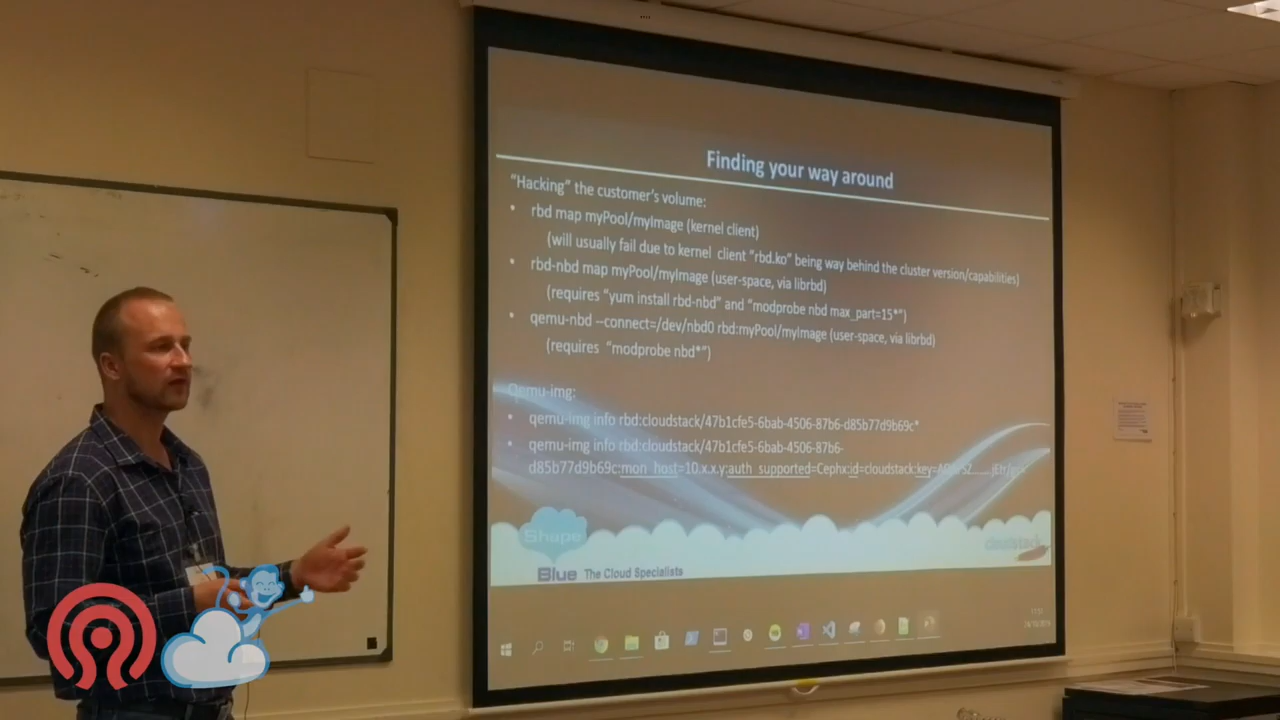 Finding your way around
“Hacking” the customer’s volume:
• rbd map myPool/myImage (kernel client)
(will usually fail due to kernel client “rbd.ko” being way behind the cluster version/capabilities)
• rbd-nbd map myPool/myImage (user-space, via librbd)
(requires “yum install rbd-nbd” and “modprobe nbd max_part=15*”)
• qemu-nbd –connect=/dev/nbd0 rbd:myPool/myImage (user-space, via librbd)
(requires “modprobe nbd*”)
Qemu-img:
• qemu-img info rbd:cloudstack/47b1cfe5-6bab-4506-87b6-d85b77d9b69c*
• qemu-img info rbd:cloudstack/47b1cfe5-6bab-4506-87b6-
d85b77d9b69c:mon_host=10.x.x.y:auth_supported=Cephx:id=cloudstack:
Shape
Blue The Cloud Specialists
cloudstack